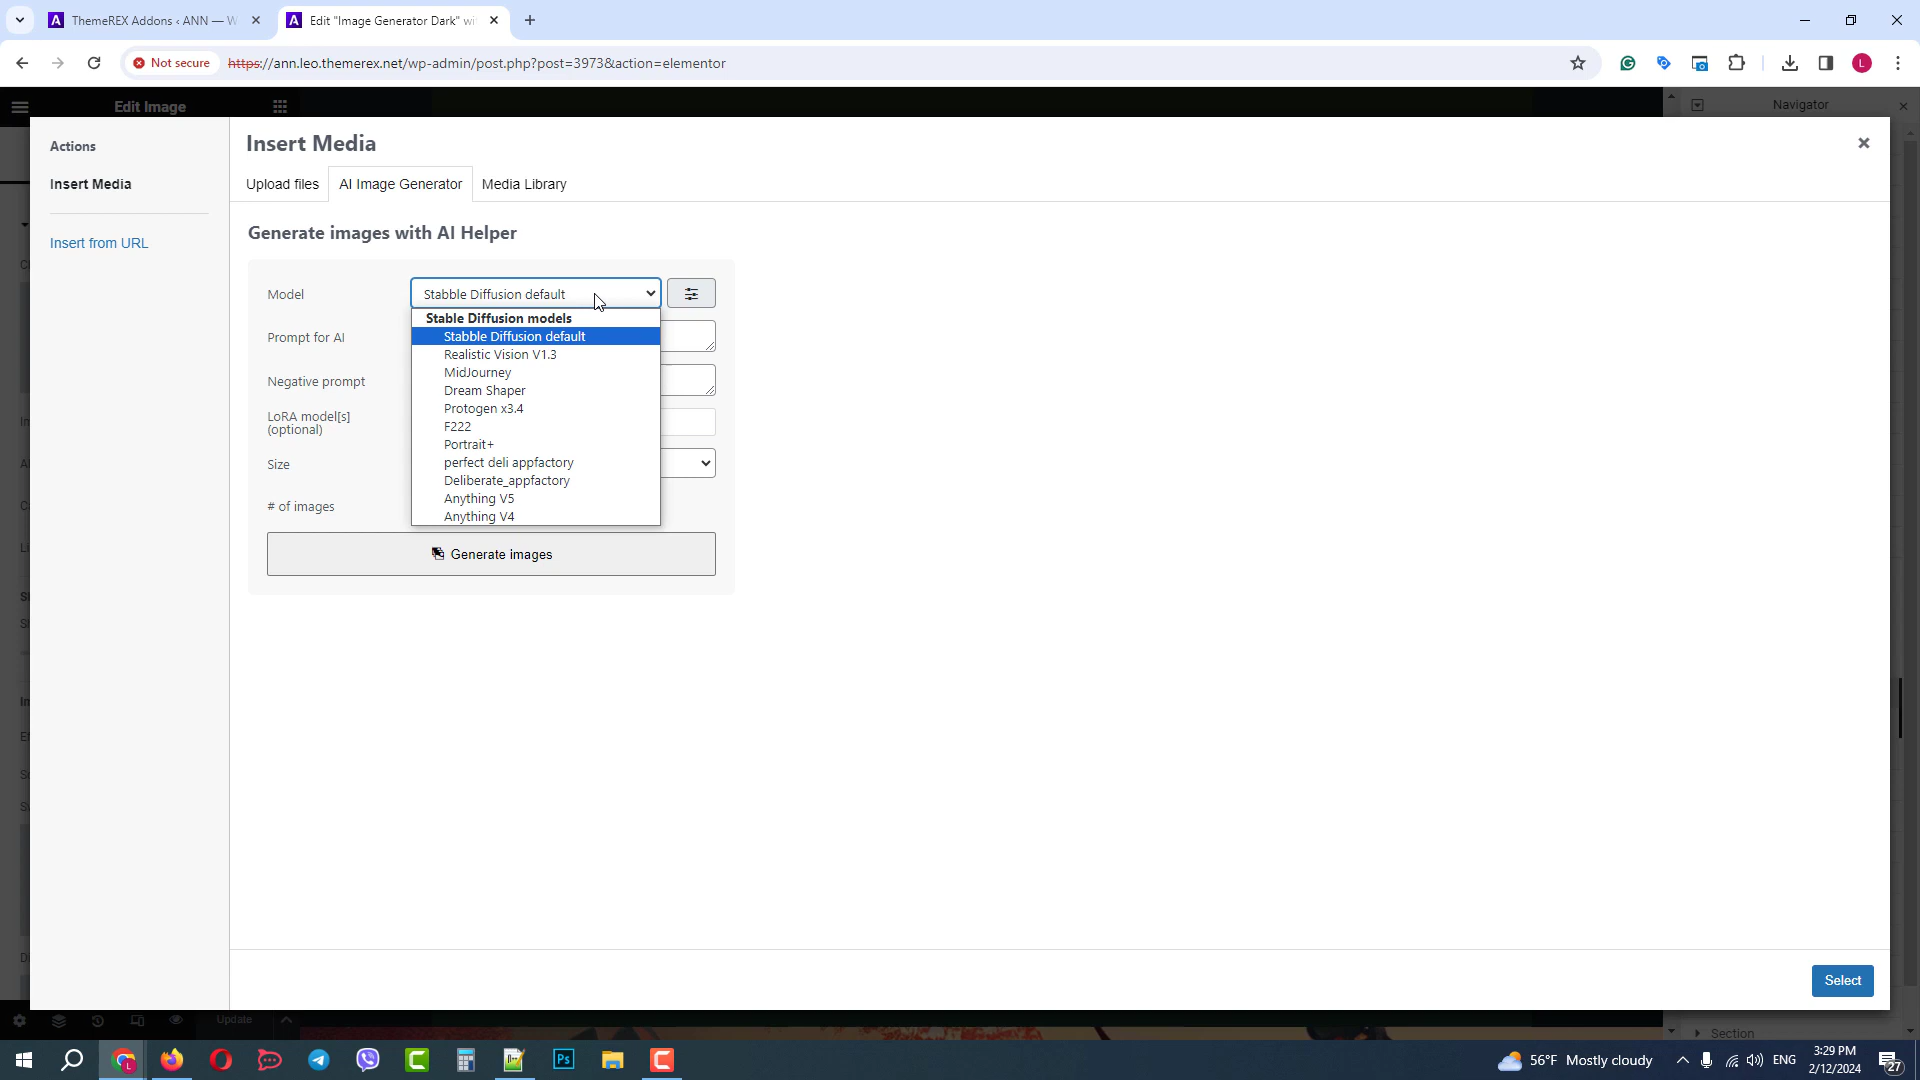 ThemeREX Addons ‹ ANN — W
Edit "Image Generator Dark" wi
Not secure
https://ann.leo.themerex.net/wp-admin/post.php?post=3973&action=elementor
L
Edit Image
Navigator
Actions
Insert Media
Insert from URL
Insert Media
Upload files
AI Image Generator
Media Library
Generate images with AI Helper
Model
Stabble Diffusion default
Stable Diffusion models
Stabble Diffusion default
Realistic Vision V1.3
MidJourney
Dream Shaper
Protogen x3.4
F222
Portrait+
perfect deli appfactory
Deliberate_appfactory
Anything V5
Anything V4
Prompt for AI
Negative prompt
LoRA model[s]
(optional)
Size
# of images
Generate images
Select
Update
Section
Ps
56°F Mostly cloudy
ENG
3:29 PM
2/12/2024
27